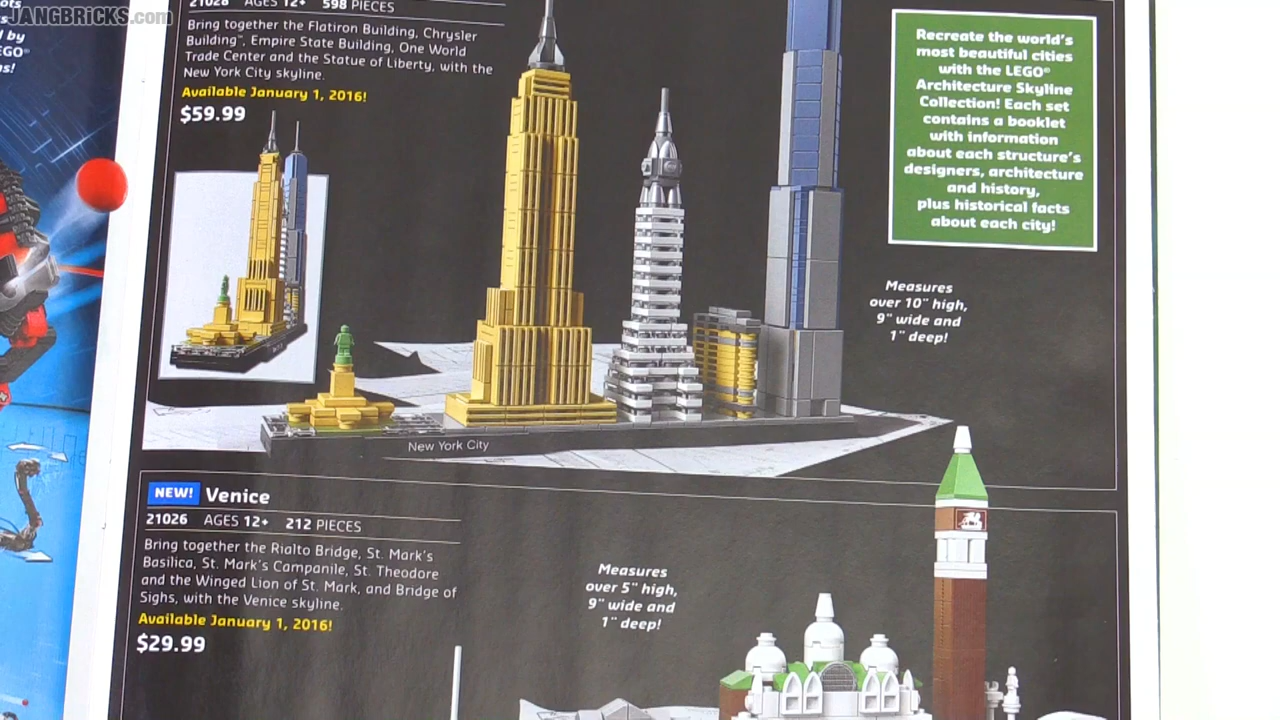 JANGBRICKS.com
by
EGO®
s!
21028 AGES 12+ 598 PIECES
Bring together the Flatiron Building, Chrysler
Building™, Empire State Building, One World
Trade Center and the Statue of Liberty, with the
New York City skyline.
Available January 1, 2016!
$59.99
Recreate the world's
most beautiful cities
with the LEGO®
Architecture Skyline
Collection! Each set
contains a booklet
with information
about each structure's
designers, architecture
and history,
plus historical facts
about each city!
Measures
over 10" high,
9" wide and
1" deep!
New York City
NEW! Venice
21026 AGES 12+ 212 PIECES
Bring together the Rialto Bridge, St. Mark's
Basilica, St. Mark's Campanile, St. Theodore
and the Winged Lion of St. Mark, and Bridge of
Sighs, with the Venice skyline.
Available January 1, 2016!
$29.99
Measures
over 5" high,
9" wide and
1" deep!